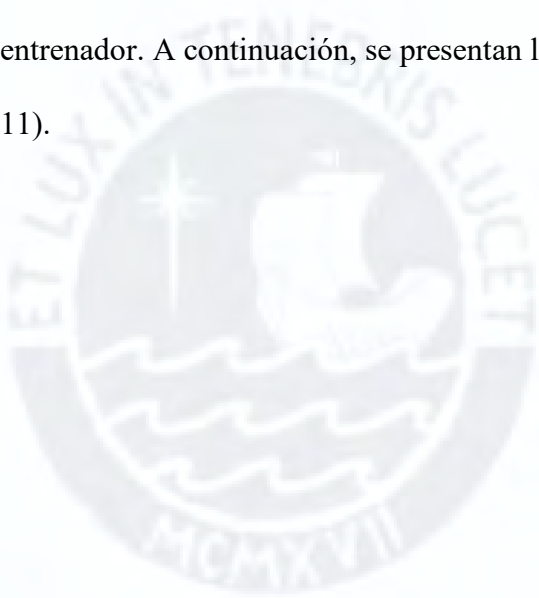 entrenador. A continuación, se presentan l
11).
ET LUX IN TENEBRIS LUCET
MCMXVII